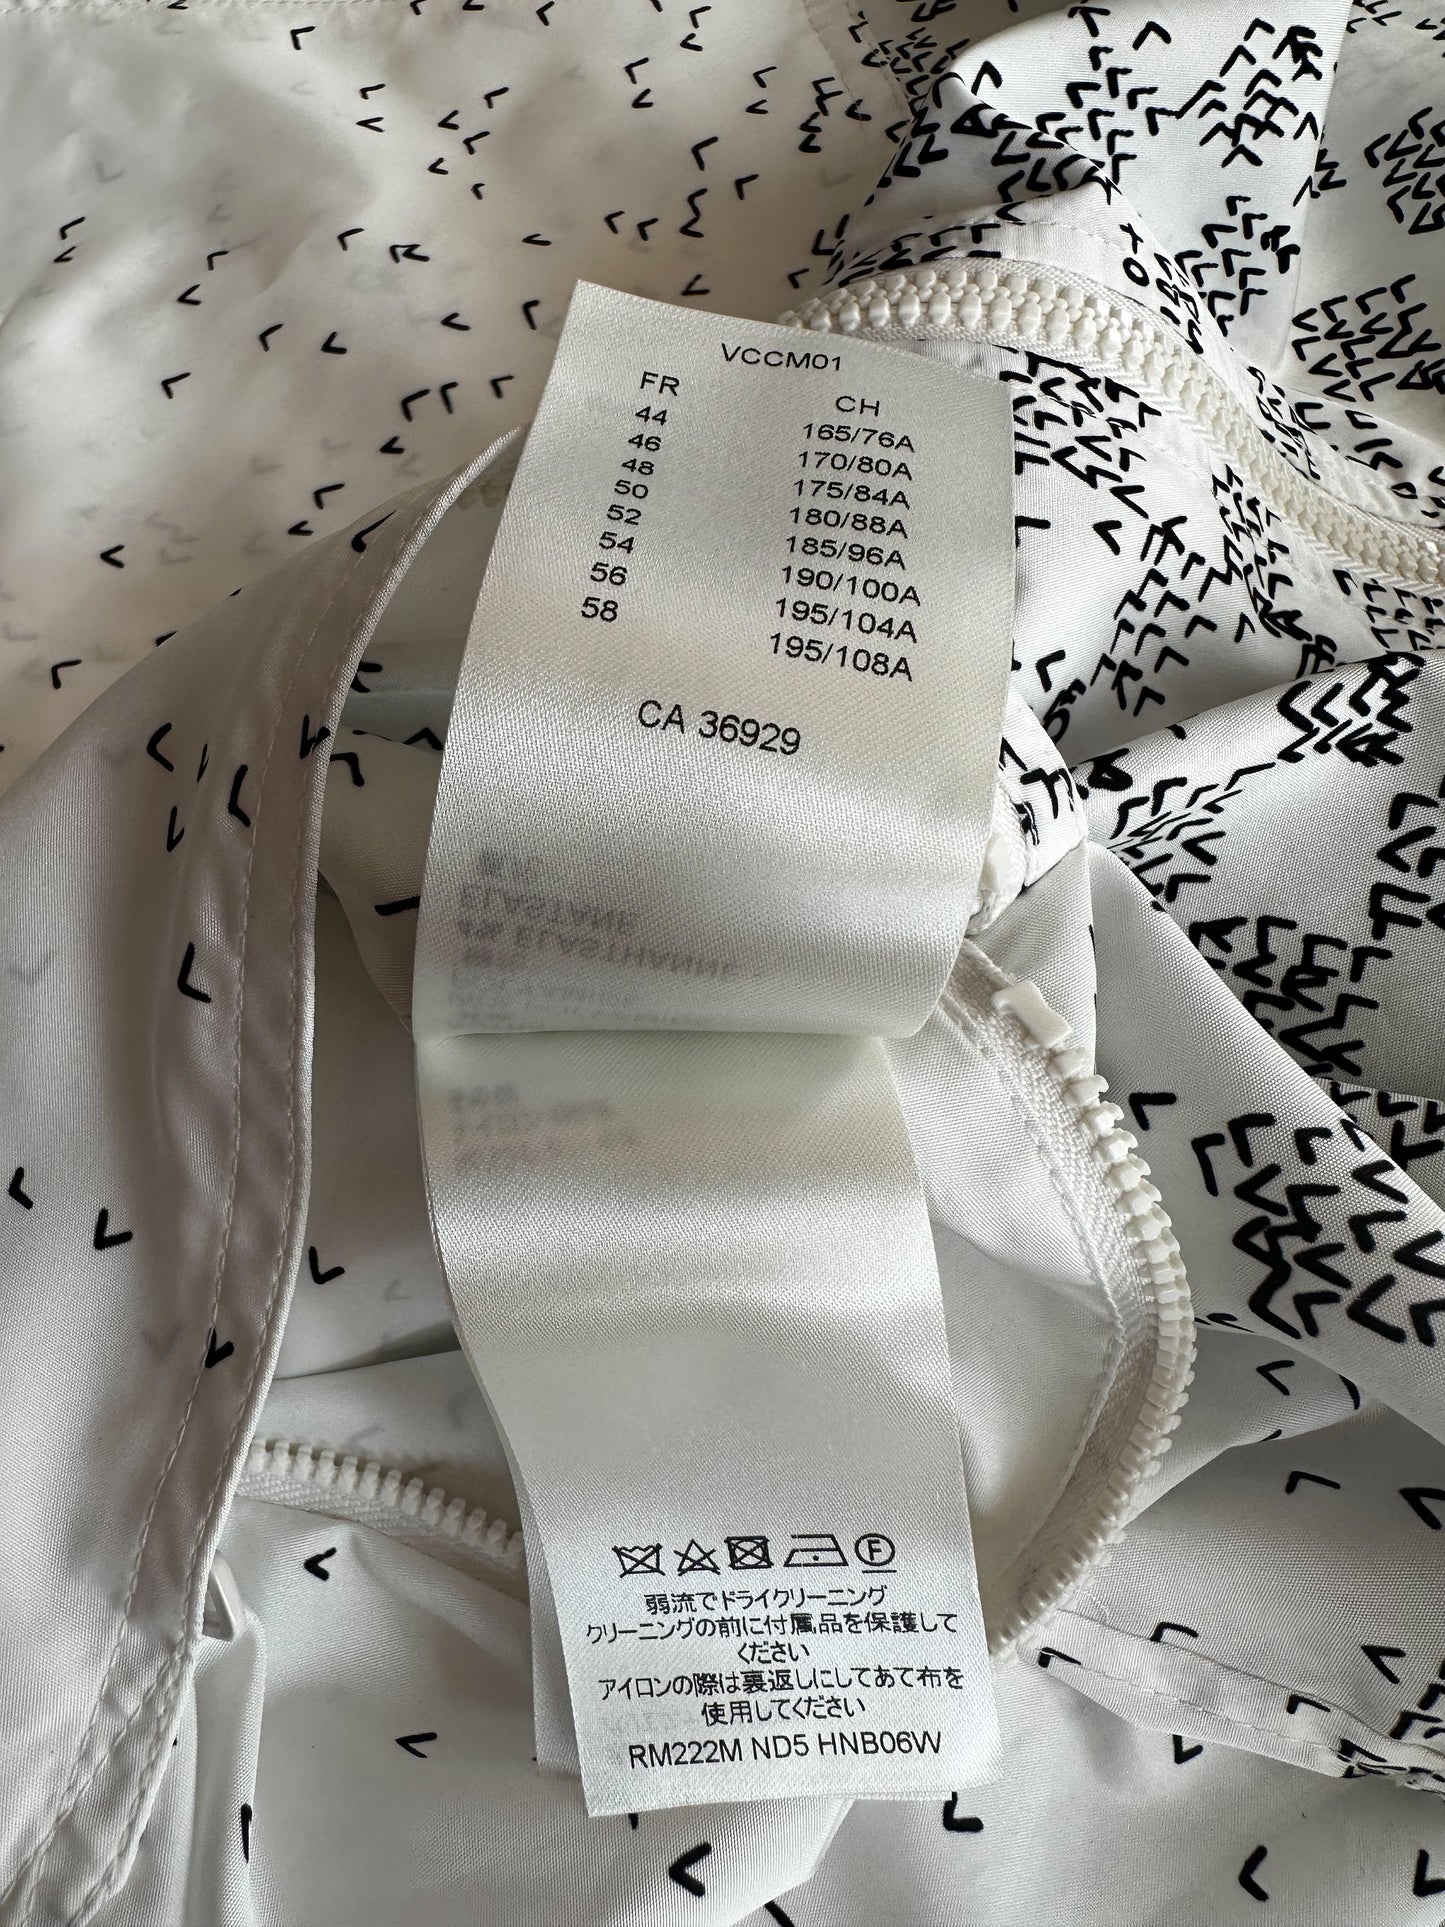 VCCM01
FR CH
44 165/76A
46 170/80A
48 175/84A
50 180/88A
52 185/96A
54 190/100A
56 195/104A
58 195/108A
CA 36929
ELASTANE
4% ELASTHANNE
F
弱流でドライクリーニング
クリーニングの前に付属品を保護して
ください
アイロンの際は裏返しにしてあて布を
使用してください
RM222M ND5 HNB06W